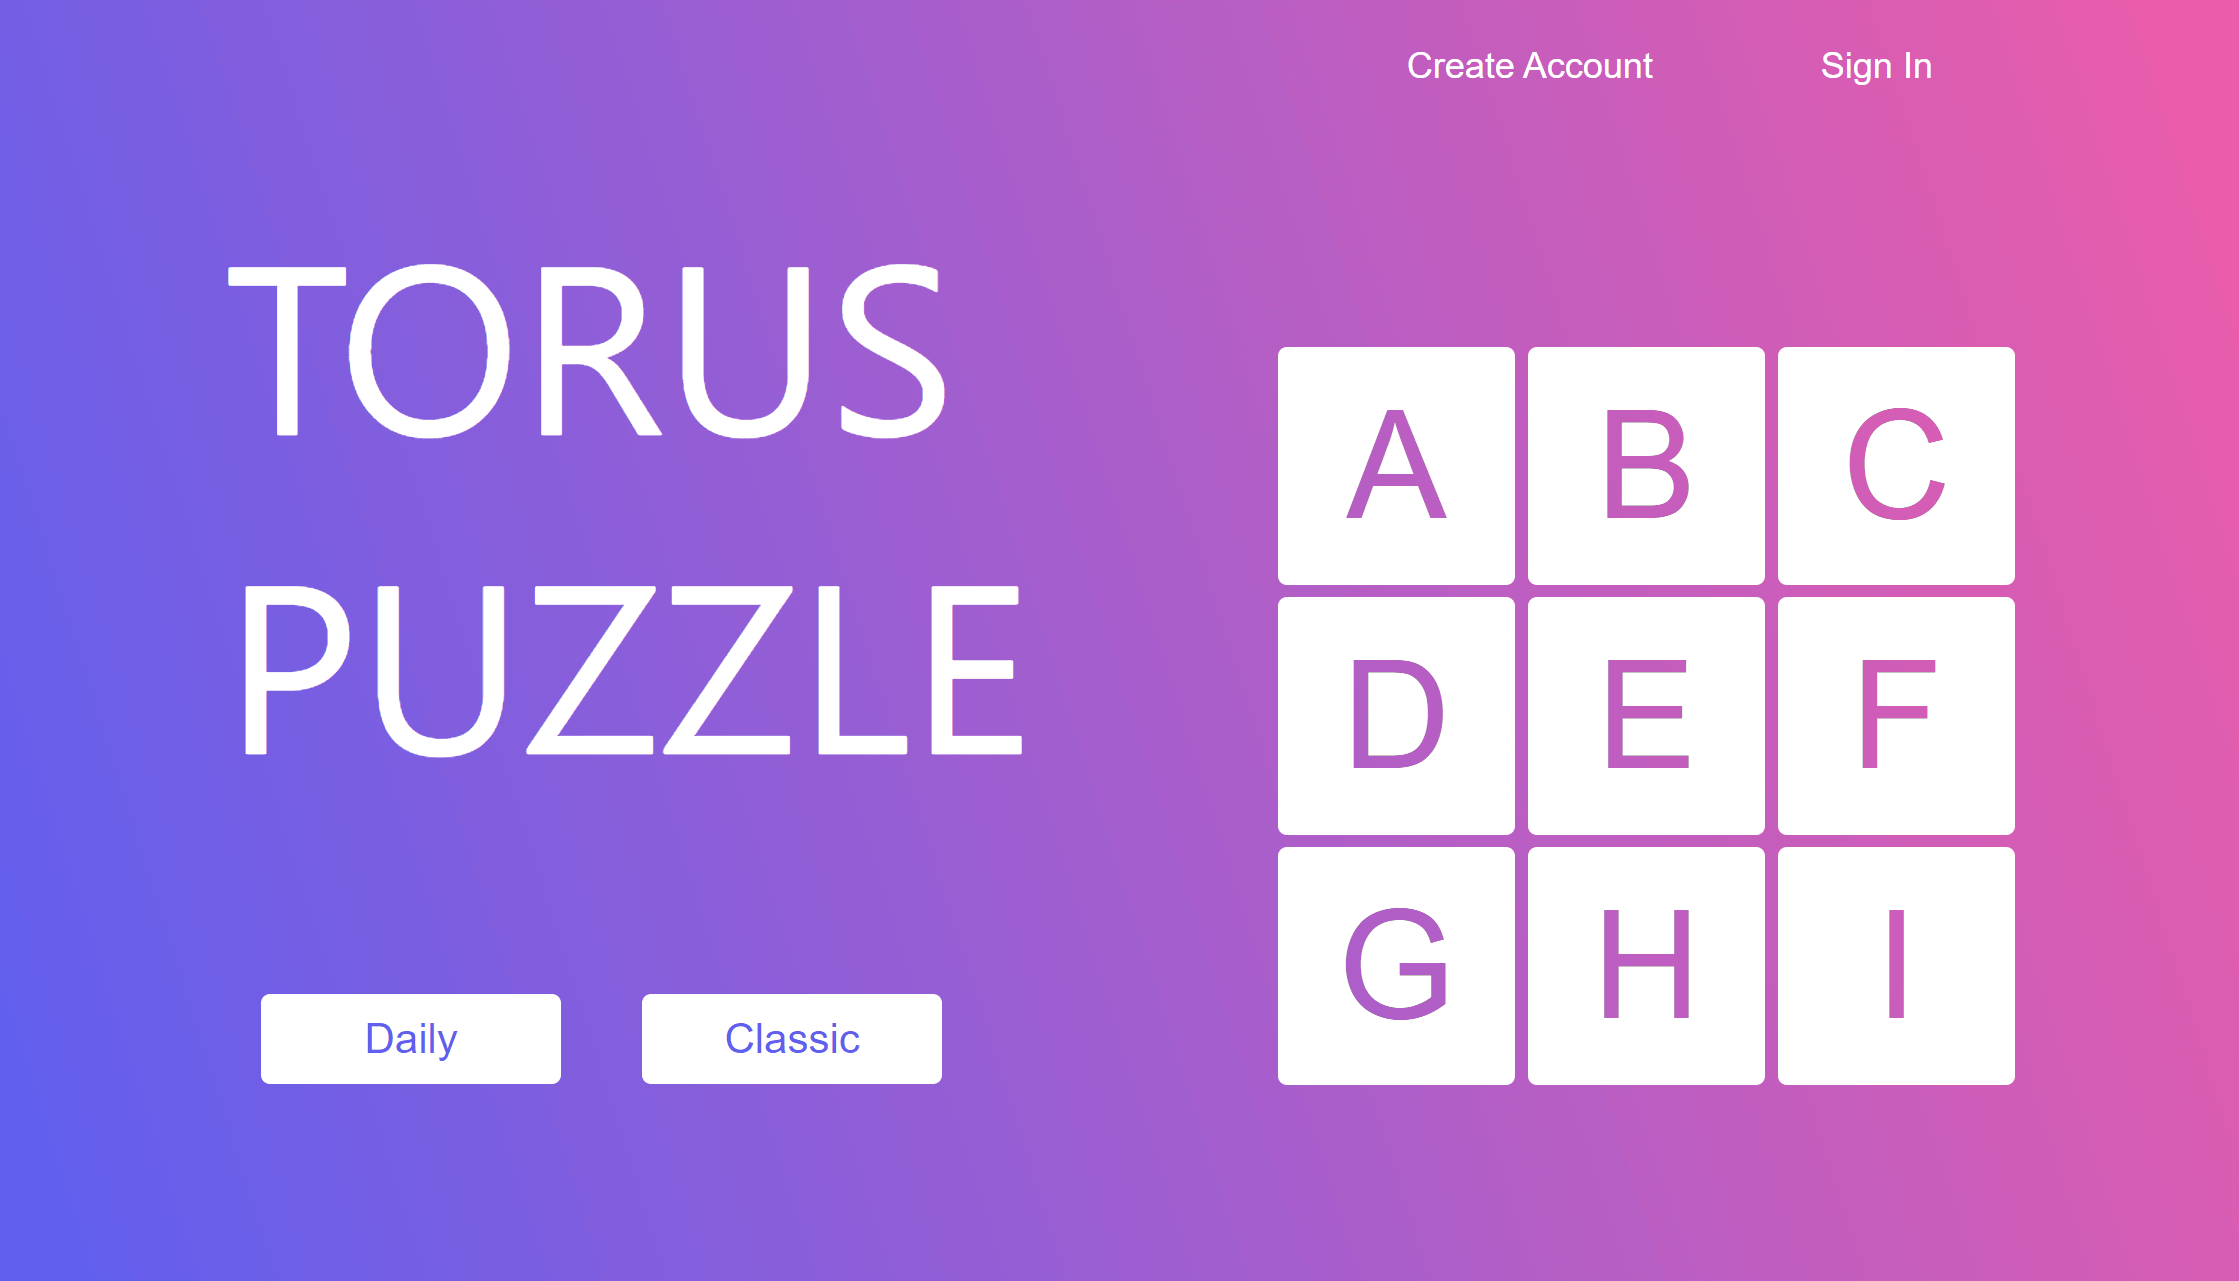 Create Account Sign In
TORUS
PUZZLE
A B C
D E F
G H I
Daily Classic